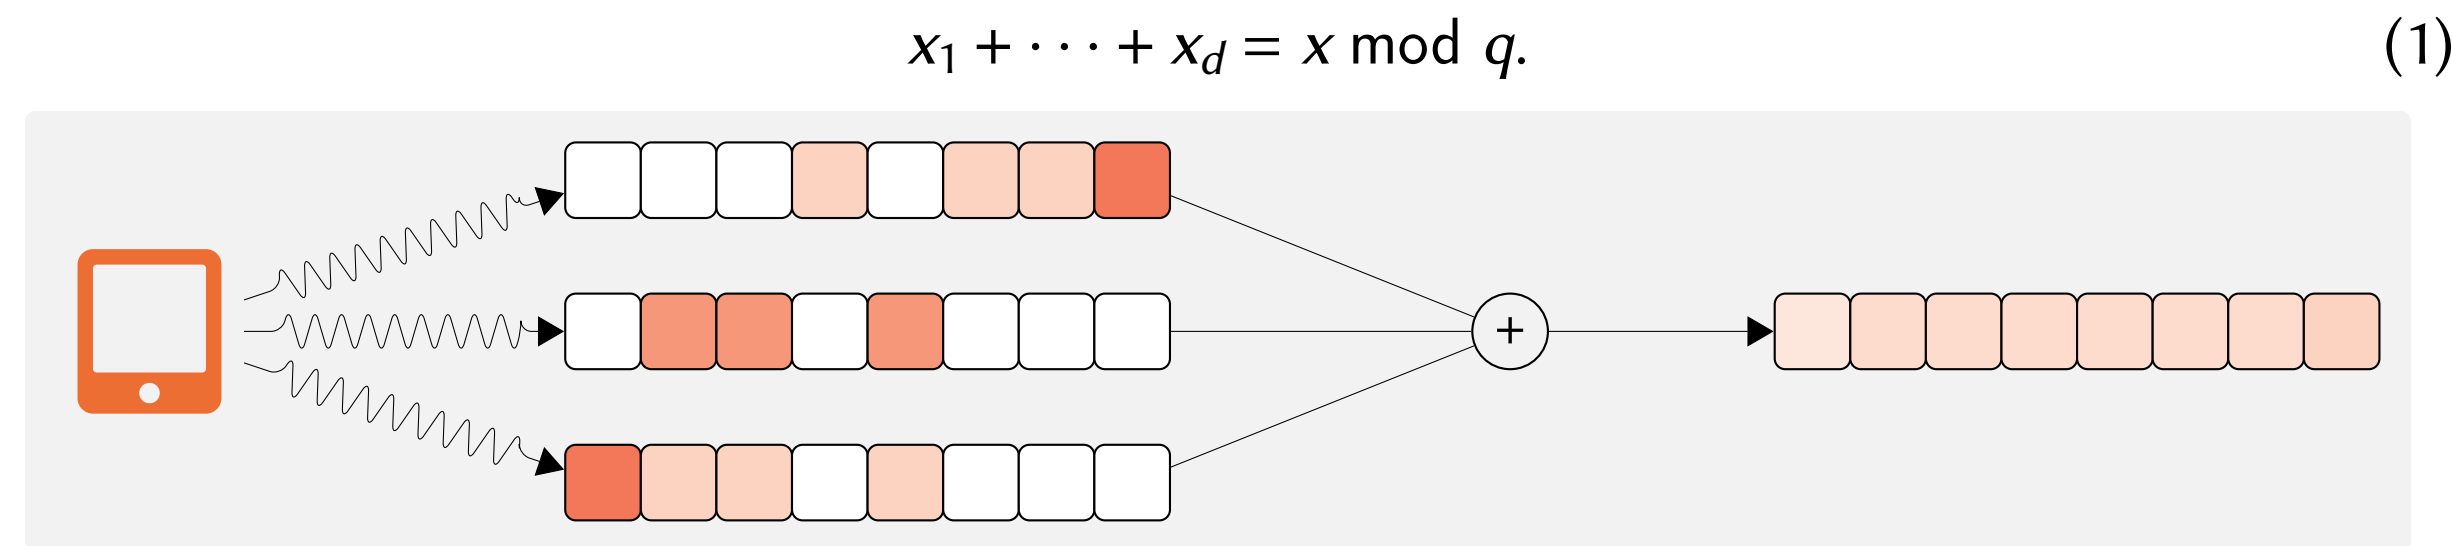 x₁ + · · · + x_d = x mod q. (1)
+